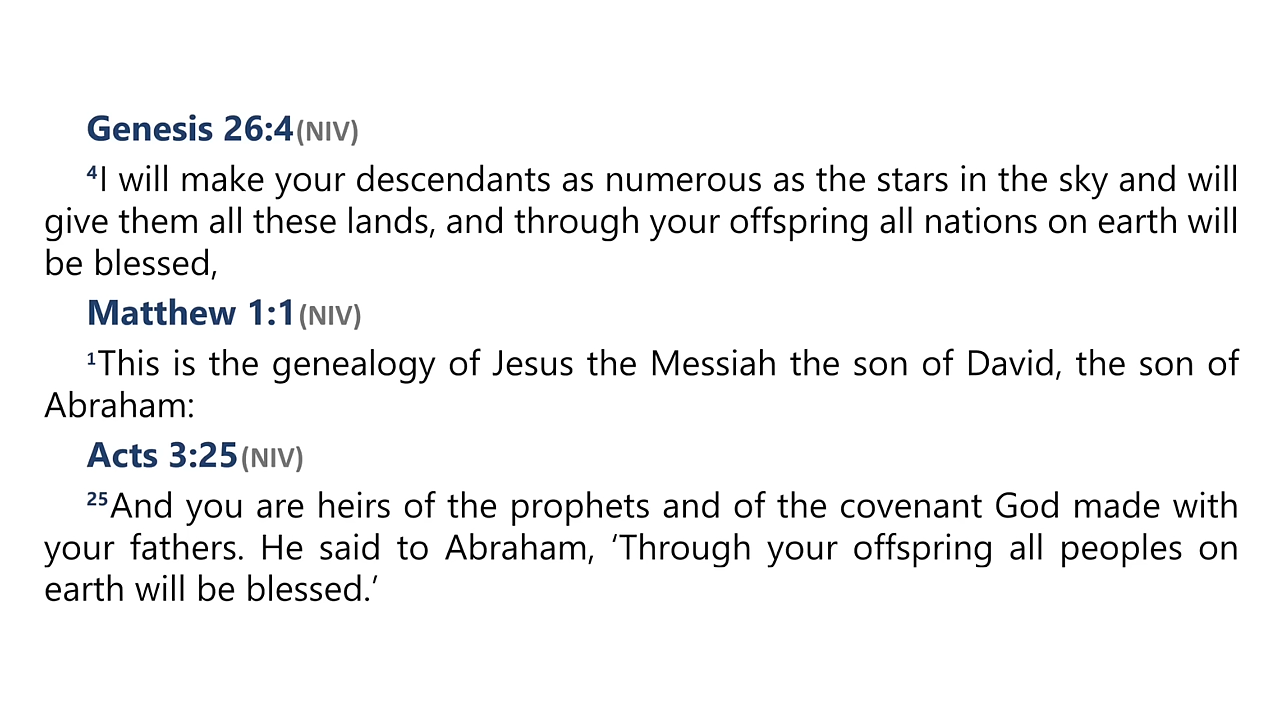 Genesis 26:4(NIV)
4I will make your descendants as numerous as the stars in the sky and will
give them all these lands, and through your offspring all nations on earth will
be blessed,
Matthew 1:1(NIV)
1This is the genealogy of Jesus the Messiah the son of David, the son of
Abraham:
Acts 3:25(NIV)
25And you are heirs of the prophets and of the covenant God made with
your fathers. He said to Abraham, ‘Through your offspring all peoples on
earth will be blessed.’